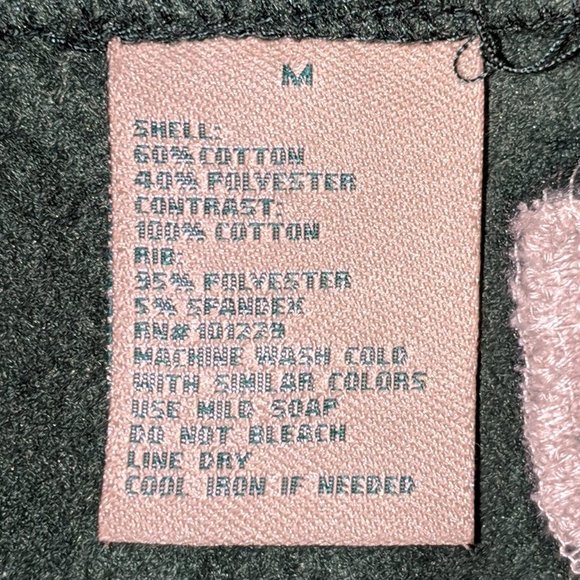 M
SHELL:
60% COTTON
40% POLYESTER
CONTRAST:
100% COTTON
RIB:
95% POLYESTER
5% SPANDEX
RN#101229
MACHINE WASH COLD
WITH SIMILAR COLORS
USE MILD SOAP
DO NOT BLEACH
LINE DRY
COOL IRON IF NEEDED